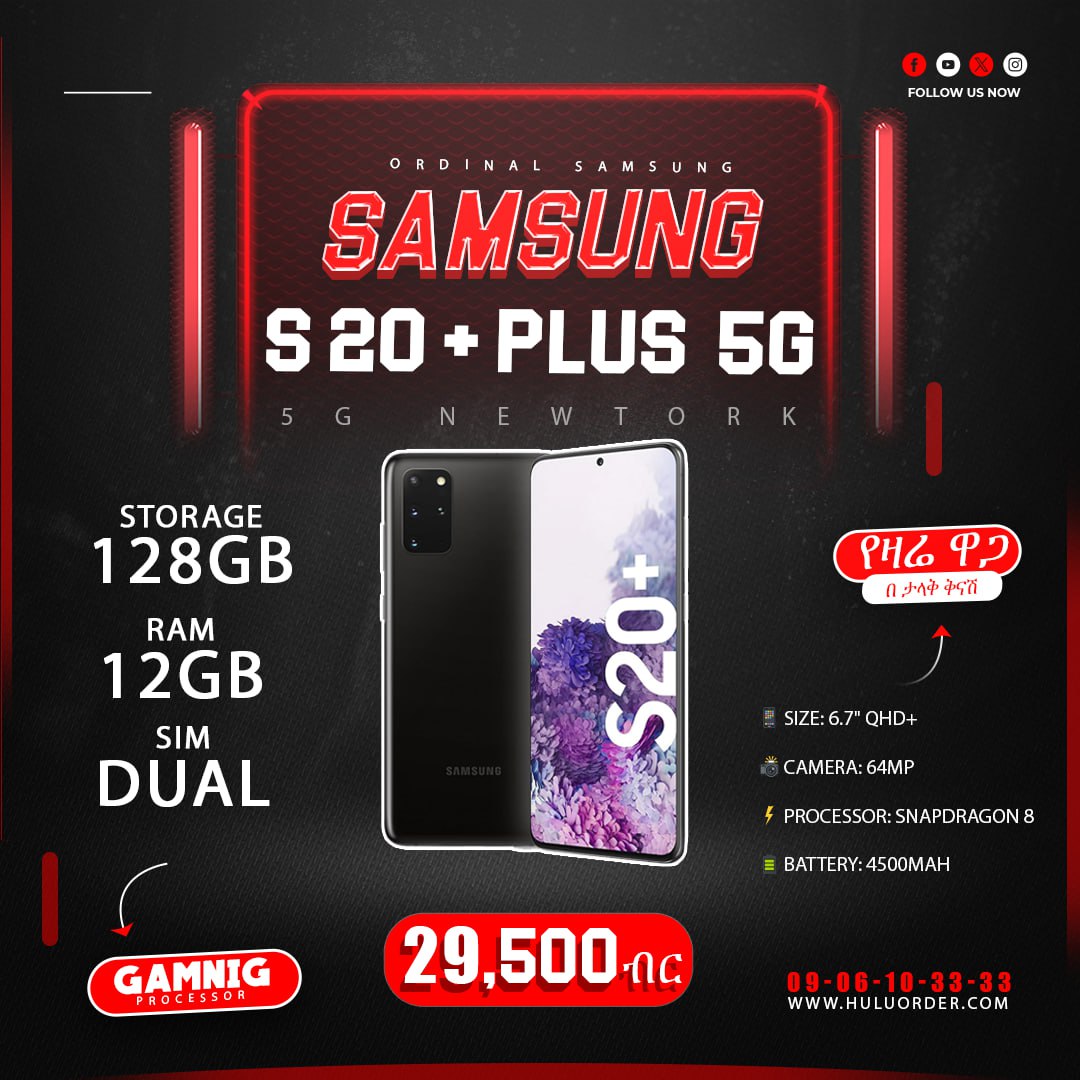 FOLLOW US NOW
ORDINAL SAMSUNG
SAMSUNG
S 20 + PLUS 5G
5G NEWTORK
STORAGE
128GB
RAM
12GB
SIM
DUAL
SAMSUNG
S20+
የዛሬ ዋጋ
በ ታላቅ ቅናሽ
SIZE: 6.7" QHD+
CAMERA: 64MP
PROCESSOR: SNAPDRAGON 8
BATTERY: 4500MAH
GAMNIG
PROCESSOR
29,500 ብር
09-06-10-33-33
WWW.HULUORDER.COM